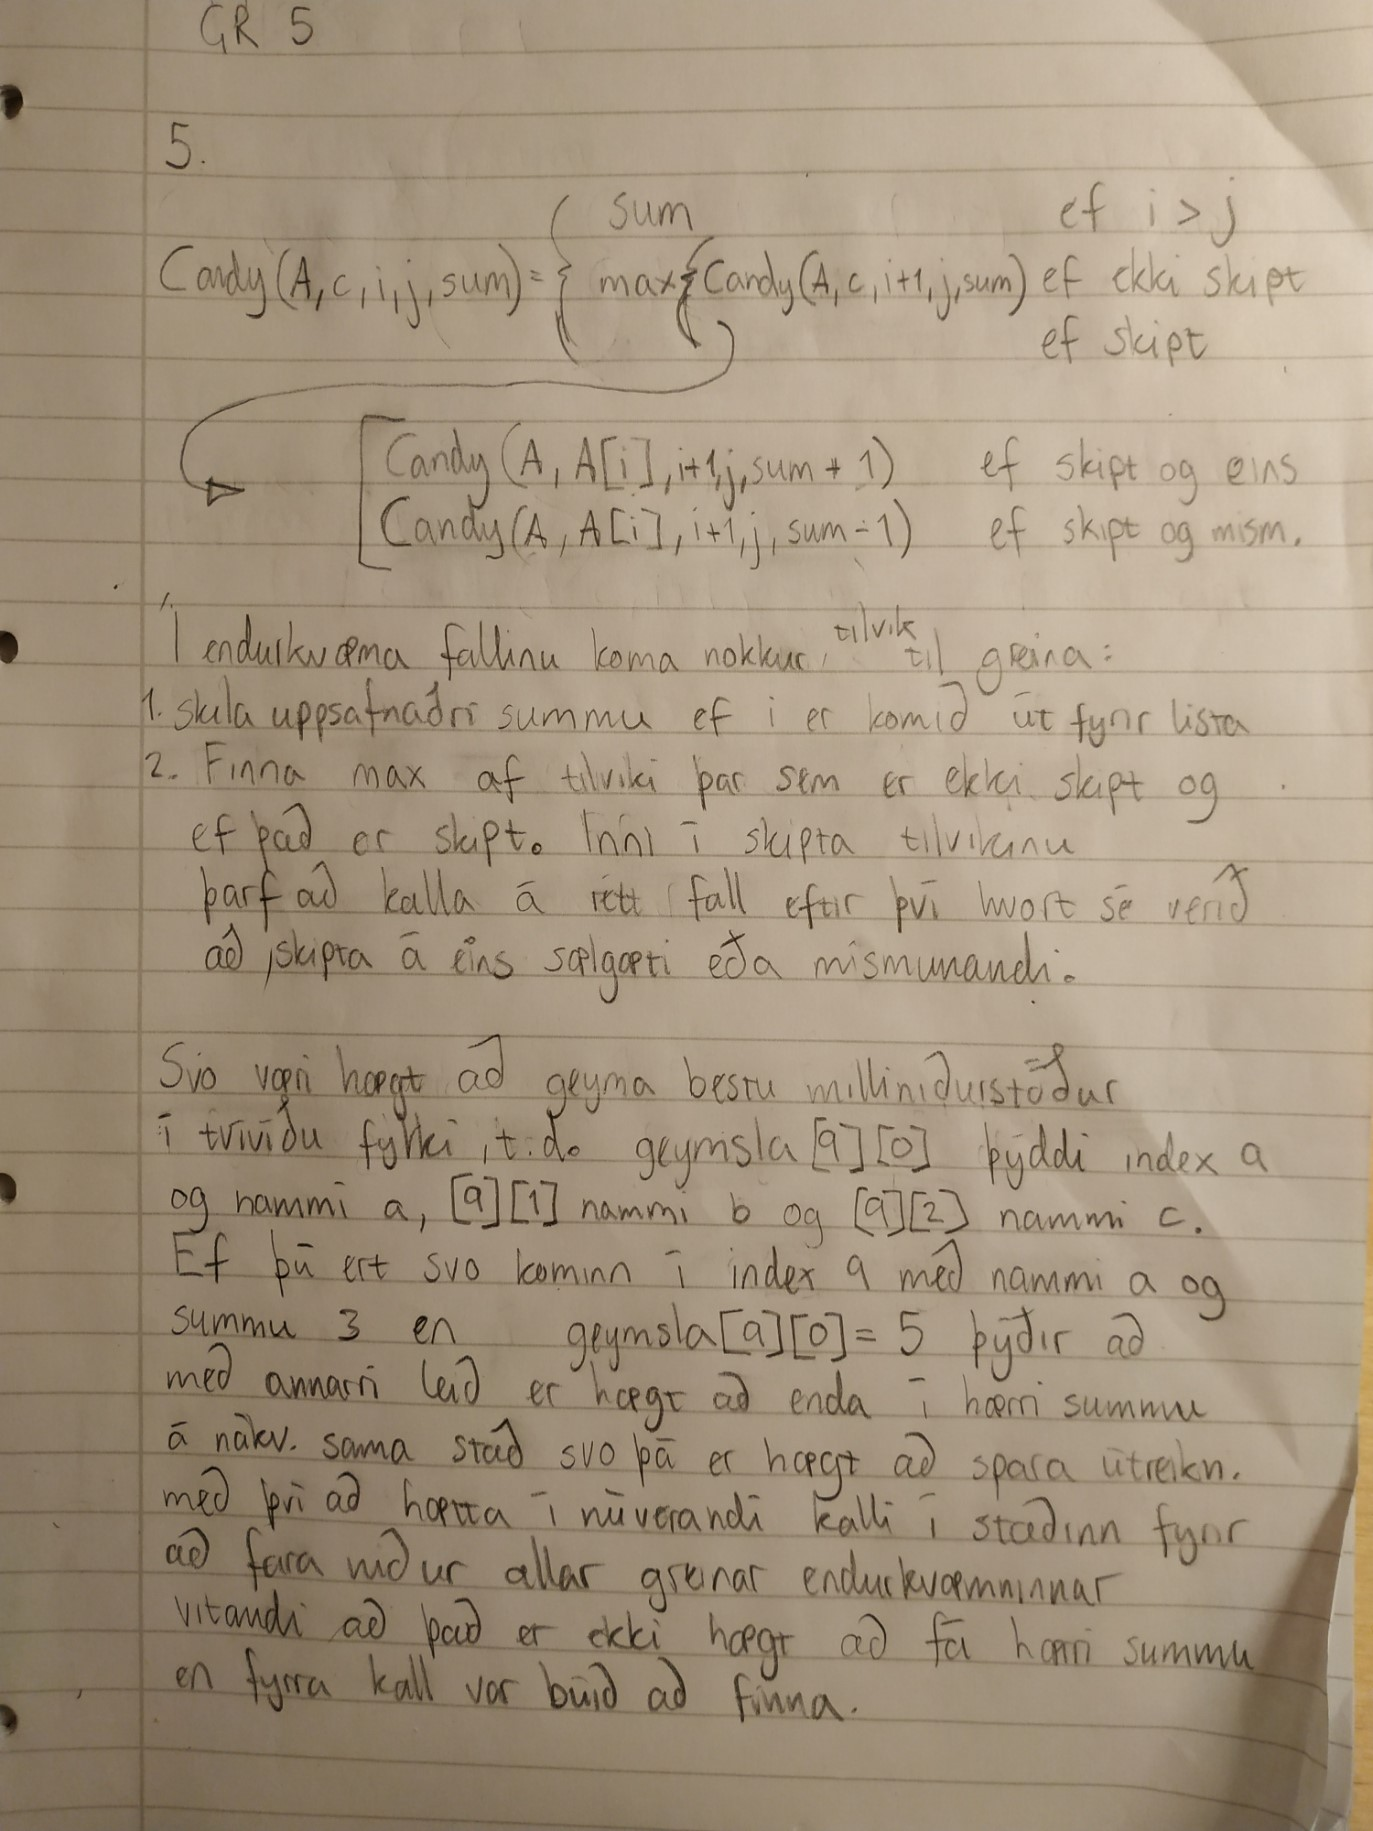 GR 5
5.
Candy(A, c, i, j, sum) = { sum ef i > j
max { Candy(A, c, i+1, j, sum) ef ekki skipt
ef skipt
[ Candy(A, A[i], i+1, j, sum + 1) ef skipt og eins
Candy(A, A[i], i+1, j, sum - 1) ef skipt og mism.
Í endurkvæma fallinu koma nokkur tilvik til greina:
1. skila uppsafnaðri summu ef i er komið út fyrir lista
2. Finna max af tilviki þar sem er ekki skipt og
ef það er skipt. Inni í skipta tilvikinu
þarf að kalla á rétt fall eftir því hvort sé verið
að skipta á eins sælgæti eða mismunandi.
Svo væri hægt að geyma bestu milliniðurstöður
í tvívíðu fylki, t.d. geymsla[9][0] þýddi index 9
og nammi a, [9][1] nammi b og [9][2] nammi c.
Ef þú ert svo kominn í index 9 með nammi a og
summu 3 en geymsla[9][0] = 5 þýðir að
með annarri leið er hægt að enda í hærri summu
á nákv. sama stað svo þá er hægt að spara útreikn.
með því að hætta í núverandi kalli í staðinn fyrir
að fara niður allar greinar endurkvæmninnar
vitandi að það er ekki hægt að fá hærri summu
en fyrra kall var búið að finna.